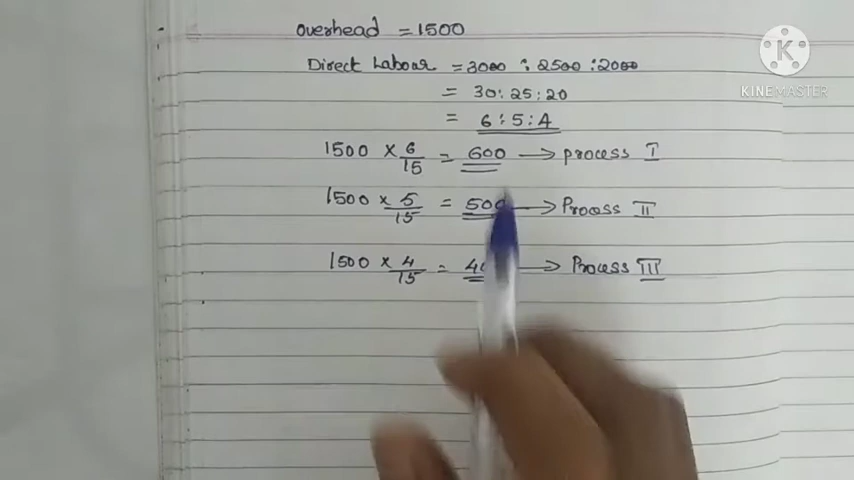 overhead = 1500
Direct Labour = 3000 : 2500 : 2000
= 30 : 25 : 20
= 6 : 5 : 4
1500 × 6/15 = 600 → process I
1500 × 5/15 = 500 → Process II
1500 × 4/15 = → Process III
K
KINEMASTER